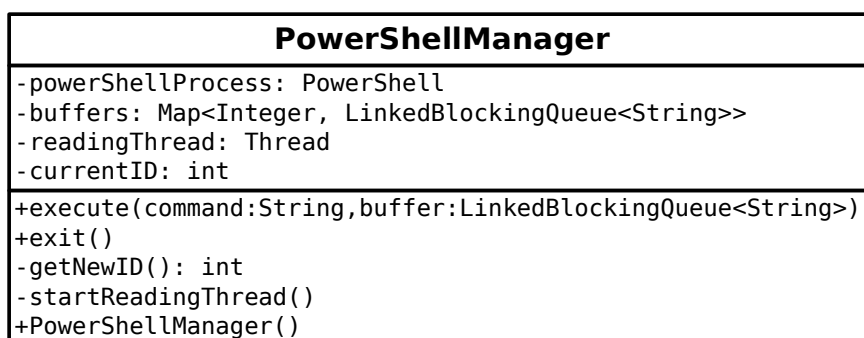 PowerShellManager
-powerShellProcess: PowerShell
-buffers: Map<Integer, LinkedBlockingQueue<String>>
-readingThread: Thread
-currentID: int
+execute(command:String,buffer:LinkedBlockingQueue<String>)
+exit()
-getNewID(): int
-startReadingThread()
+PowerShellManager()